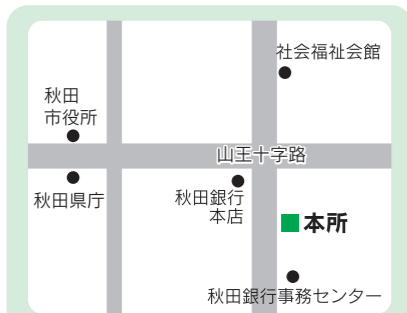 社会福祉会館
秋田
市役所
山王十字路
秋田県庁
秋田銀行
本店
本所
秋田銀行事務センター